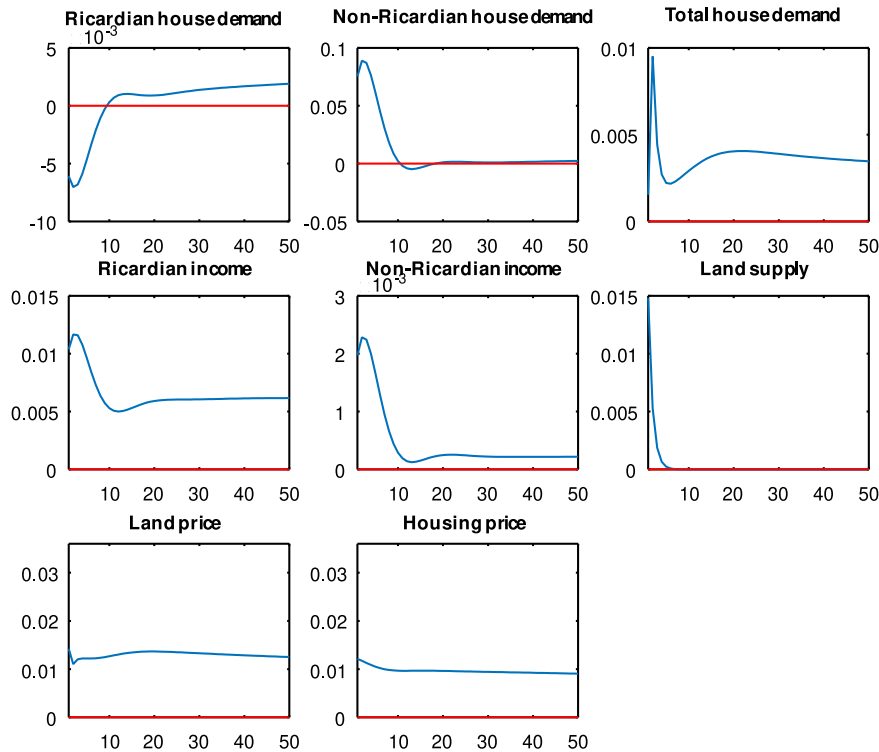 Ricardian house demand
10^-3
5
0
-5
-10
10 20 30 40 50
Non-Ricardian house demand
0.1
0.05
0
-0.05
10 20 30 40 50
Total house demand
0.01
0.005
0
10 20 30 40 50
Ricardian income
0.015
0.01
0.005
0
10 20 30 40 50
Non-Ricardian income
10^-3
3
2
1
0
10 20 30 40 50
Land supply
0.015
0.01
0.005
0
10 20 30 40 50
Land price
0.03
0.02
0.01
0
10 20 30 40 50
Housing price
0.03
0.02
0.01
0
10 20 30 40 50